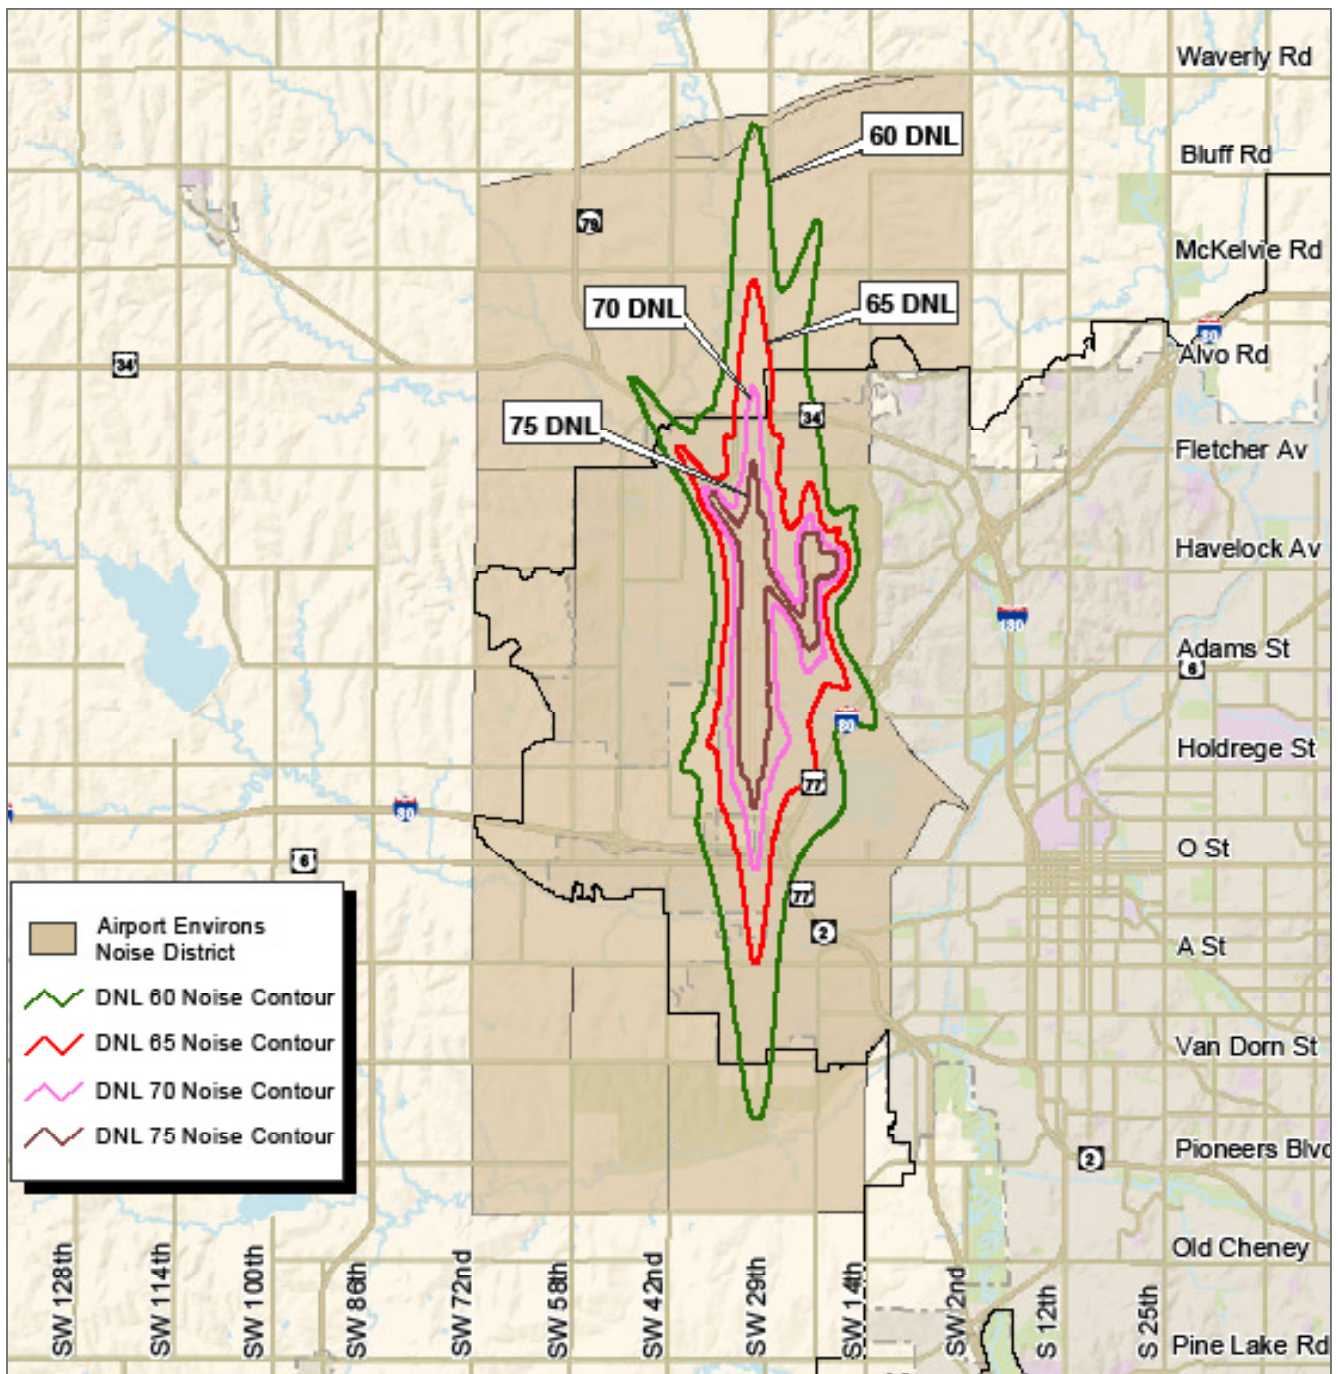 Waverly Rd
60 DNL
Bluff Rd
79
McKelvie Rd
70 DNL
65 DNL
80
34
Alvo Rd
75 DNL
34
Fletcher Av
Havelock Av
180
Adams St
6
80
Holdrege St
77
80
6
O St
77
2
A St
Airport Environs
Noise District
DNL 60 Noise Contour
DNL 65 Noise Contour
DNL 70 Noise Contour
DNL 75 Noise Contour
Van Dorn St
Pioneers Blvd
2
Old Cheney
SW 128th
SW 114th
SW 100th
SW 86th
SW 72nd
SW 58th
SW 42nd
SW 29th
SW 14th
SW 2nd
S 12th
S 25th
Pine Lake Rd